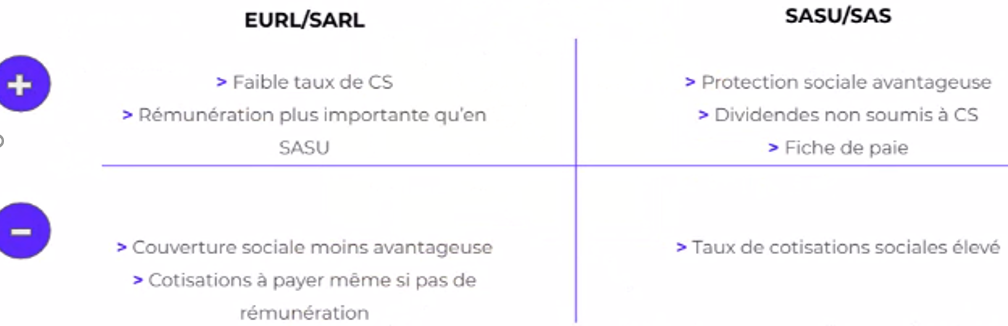 EURL/SARL
SASU/SAS
> Faible taux de CS
> Rémunération plus importante qu'en
SASU
> Protection sociale avantageuse
> Dividendes non soumis à CS
> Fiche de paie
> Couverture sociale moins avantageuse
> Cotisations à payer même si pas de
rémunération
> Taux de cotisations sociales élevé